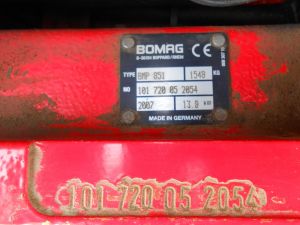 BOMAG CE
D-56154 BOPPARD/RHEIN
TYPE BMP 851 1548 KG
NO 101 720 05 2054
2007 13.9 kW
MADE IN GERMANY
101 720 05 2054